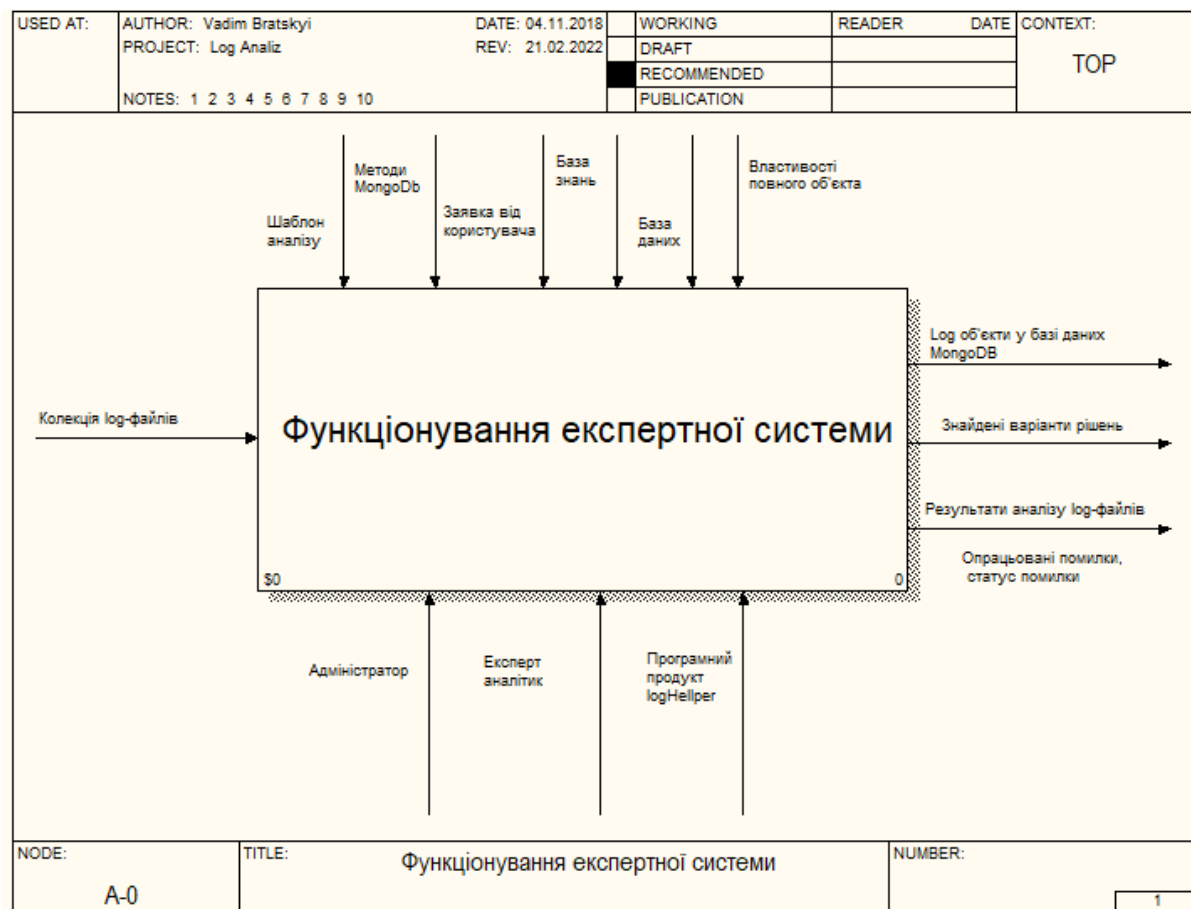 USED AT:
AUTHOR: Vadim Bratskyi
DATE: 04.11.2018
PROJECT: Log Analiz
REV: 21.02.2022
NOTES: 1 2 3 4 5 6 7 8 9 10
WORKING
DRAFT
RECOMMENDED
PUBLICATION
READER
DATE
CONTEXT:
TOP
Шаблон
аналізу
Методи
MongoDb
Заявка від
користувача
База
знань
База
даних
Властивості
повного об'єкта
Колекція log-файлів
Функціонування експертної системи
$0
0
Log об'єкти у базі даних
MongoDB
Знайдені варіанти рішень
Результати аналізу log-файлів
Опрацьовані помилки,
статус помилки
Адміністратор
Експерт
аналітик
Програмний
продукт
logHellper
NODE:
A-0
TITLE:
Функціонування експертної системи
NUMBER:
1